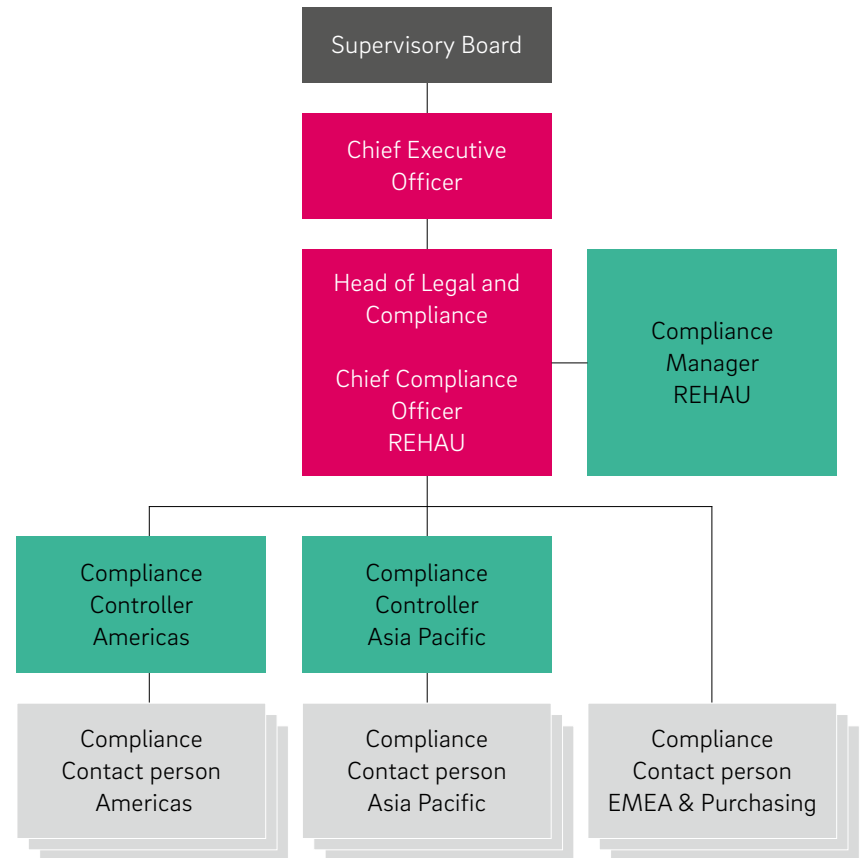 Supervisory Board
Chief Executive
Officer
Head of Legal and
Compliance
Chief Compliance
Officer
REHAU
Compliance
Manager
REHAU
Compliance
Controller
Americas
Compliance
Controller
Asia Pacific
Compliance
Contact person
Americas
Compliance
Contact person
Asia Pacific
Compliance
Contact person
EMEA & Purchasing